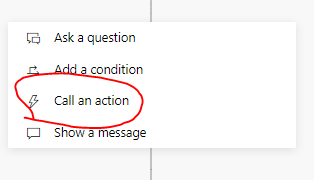 Ask a question
Add a condition
Call an action
Show a message